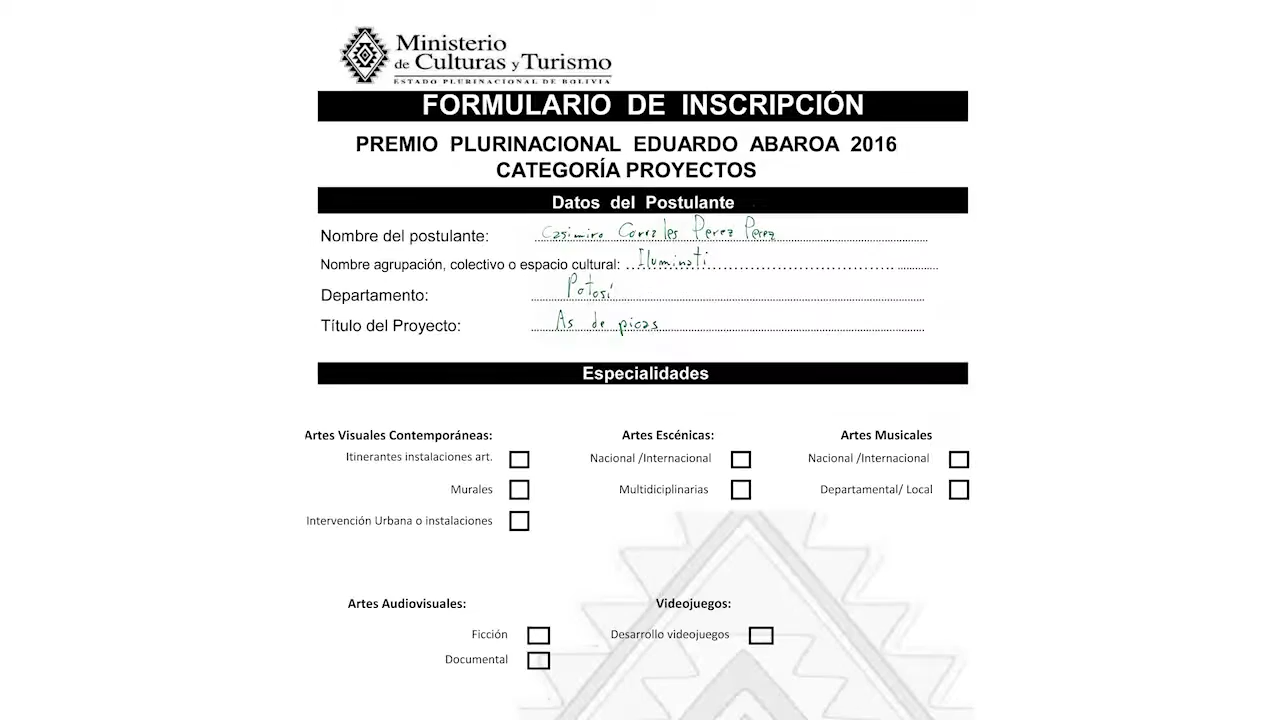 Ministerio
de Culturas y Turismo
ESTADO PLURINACIONAL DE BOLIVIA
FORMULARIO DE INSCRIPCIÓN
PREMIO PLURINACIONAL EDUARDO ABAROA 2016
CATEGORÍA PROYECTOS
Datos del Postulante
Nombre del postulante: Casimiro Corrales Perez Perez
Nombre agrupación, colectivo o espacio cultural: Iluminati
Departamento: Potosí
Título del Proyecto: As de picas
Especialidades
Artes Visuales Contemporáneas: Artes Escénicas: Artes Musicales
Itinerantes instalaciones art. Nacional /Internacional Nacional /Internacional
Murales Multidiciplinarias Departamental/ Local
Intervención Urbana o instalaciones
Artes Audiovisuales: Videojuegos:
Ficción Desarrollo videojuegos
Documental